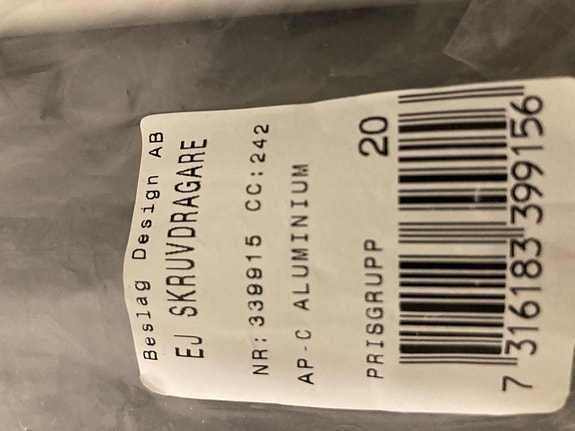 Beslag Design AB
EJ SKRUVDRAGARE
NR:339915 CC:242
AP-C ALUMINIUM
PRISGRUPP 20
7 316183 399156